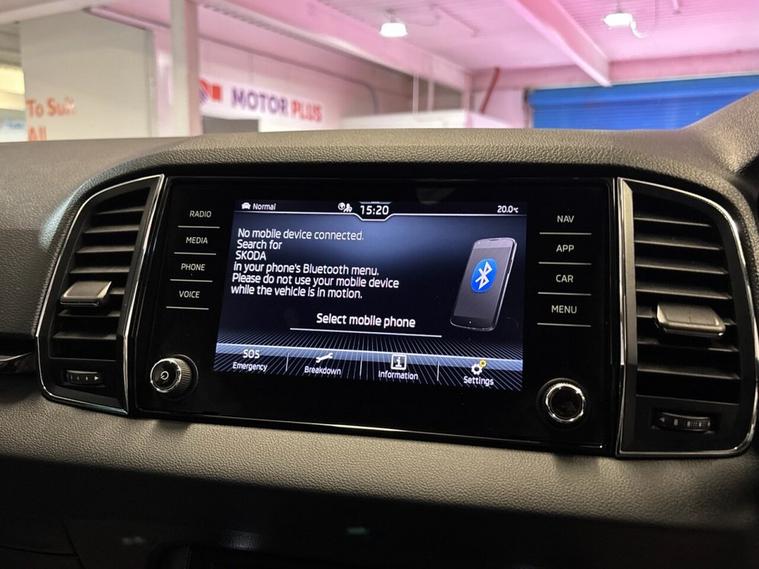 To Suit
All
MOTOR PLUS
RADIO
MEDIA
PHONE
VOICE
Normal
15:20
20.0°C
No mobile device connected.
Search for
SKODA
in your phone's Bluetooth menu.
Please do not use your mobile device
while the vehicle is in motion.
Select mobile phone
SOS
Emergency
Breakdown
Information
Settings
NAV
APP
CAR
MENU